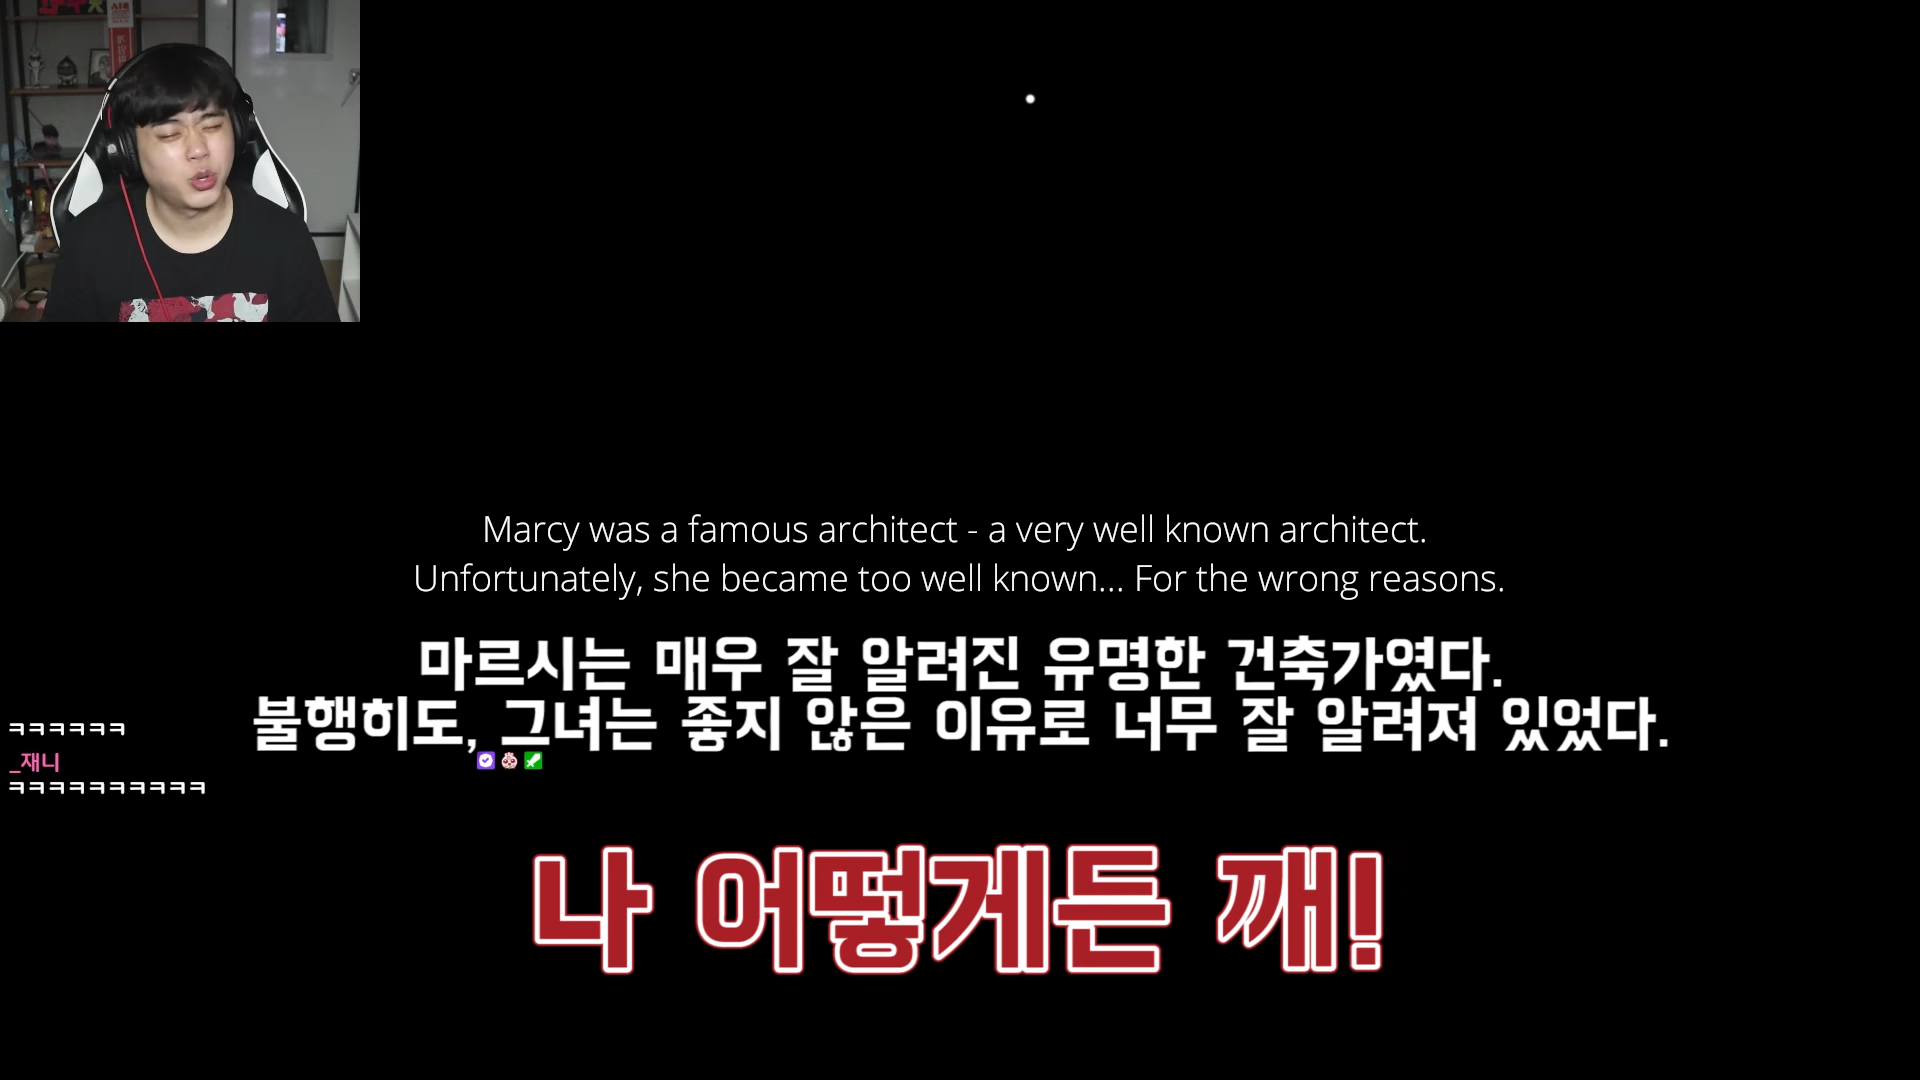 Marcy was a famous architect - a very well known architect.
Unfortunately, she became too well known... For the wrong reasons.
마르시는 매우 잘 알려진 유명한 건축가였다.
불행히도, 그녀는 좋지 않은 이유로 너무 잘 알려져 있었다.
ㅋㅋㅋㅋㅋㅋ
_재니
ㅋㅋㅋㅋㅋㅋㅋㅋㅋㅋ
나 어떻게든 깨!